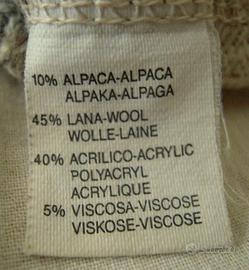 10% ALPACA-ALPACA
ALPAKA-ALPAGA
45% LANA-WOOL
WOLLE-LAINE
40% ACRILICO-ACRYLIC
POLYACRYL
ACRYLIQUE
5% VISCOSA-VISCOSE
VISKOSE-VISCOSE